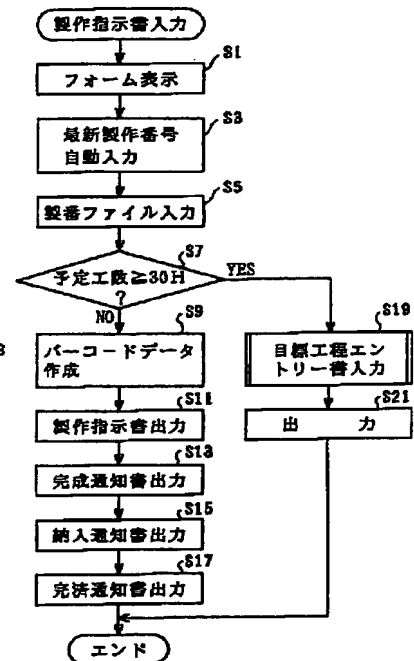 製作指示書入力
S1
フォーム表示
S3
最新製作番号
自動入力
S5
製番ファイル入力
S7
予定工数≧30H
?
YES
NO
S9
バーコードデータ
作成
S11
製作指示書出力
S13
完成通知書出力
S15
納入通知書出力
S17
完済通知書出力
S19
目標工程エン
トリー書入力
S21
出 力
エンド